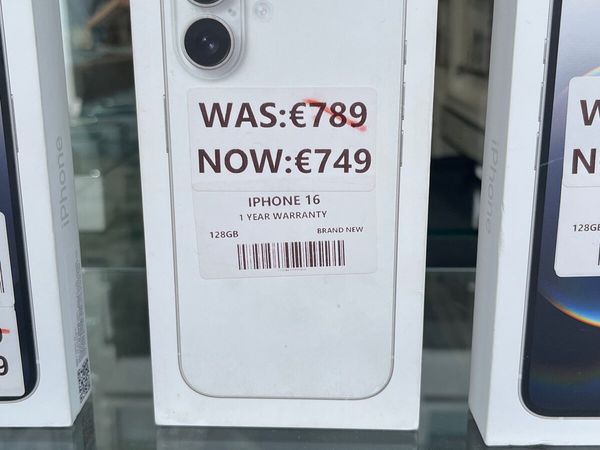 WAS:€789
NOW:€749
IPHONE 16
1 YEAR WARRANTY
128GB BRAND NEW
iPhone
iPhone
128GB